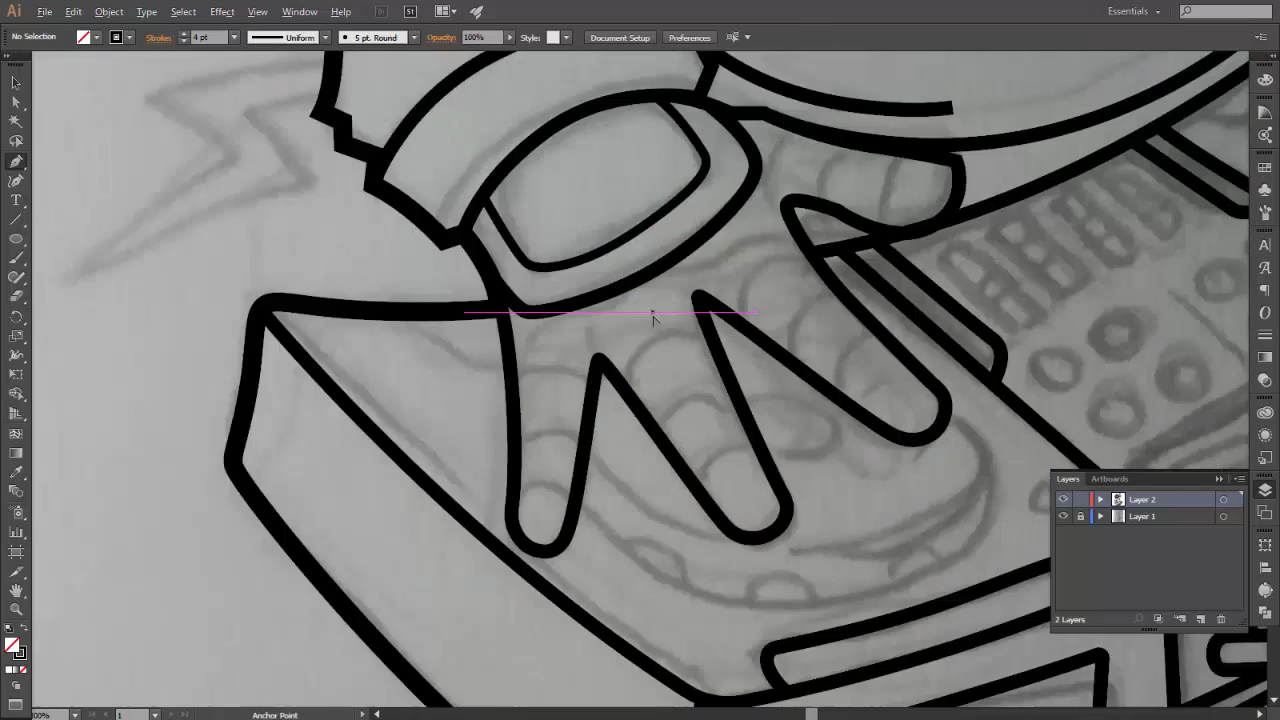 Ai File Edit Object Type Select Effect View Window Help Br St Essentials
No Selection Stroke: 4 pt Uniform 5 pt. Round Opacity: 100% Style: Document Setup Preferences
Layers Artboards
Layer 2
Layer 1
2 Layers
Anchor Point
1